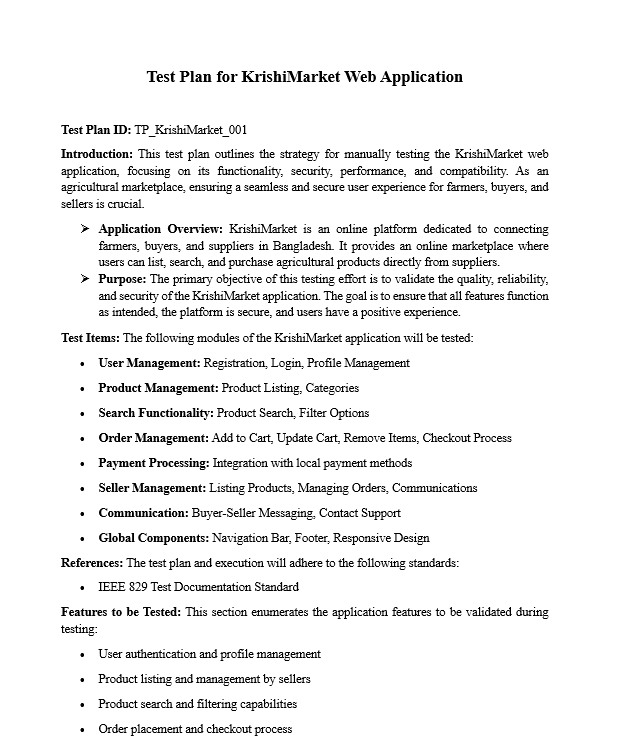 Test Plan for KrishiMarket Web Application
Test Plan ID: TP_KrishiMarket_001
Introduction: This test plan outlines the strategy for manually testing the KrishiMarket web
application, focusing on its functionality, security, performance, and compatibility. As an
agricultural marketplace, ensuring a seamless and secure user experience for farmers, buyers, and
sellers is crucial.
➢ Application Overview: KrishiMarket is an online platform dedicated to connecting
farmers, buyers, and suppliers in Bangladesh. It provides an online marketplace where
users can list, search, and purchase agricultural products directly from suppliers.
➢ Purpose: The primary objective of this testing effort is to validate the quality, reliability,
and security of the KrishiMarket application. The goal is to ensure that all features function
as intended, the platform is secure, and users have a positive experience.
Test Items: The following modules of the KrishiMarket application will be tested:
• User Management: Registration, Login, Profile Management
• Product Management: Product Listing, Categories
• Search Functionality: Product Search, Filter Options
• Order Management: Add to Cart, Update Cart, Remove Items, Checkout Process
• Payment Processing: Integration with local payment methods
• Seller Management: Listing Products, Managing Orders, Communications
• Communication: Buyer-Seller Messaging, Contact Support
• Global Components: Navigation Bar, Footer, Responsive Design
References: The test plan and execution will adhere to the following standards:
• IEEE 829 Test Documentation Standard
Features to be Tested: This section enumerates the application features to be validated during
testing:
• User authentication and profile management
• Product listing and management by sellers
• Product search and filtering capabilities
• Order placement and checkout process